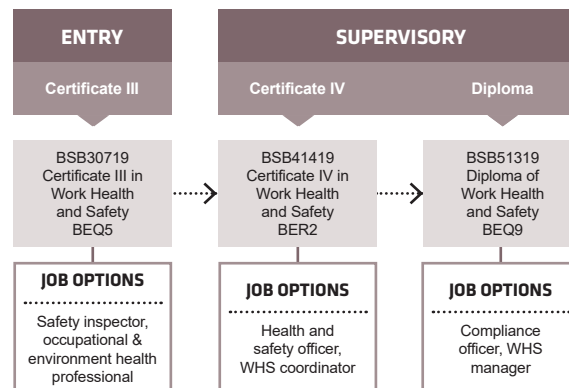 ENTRY
SUPERVISORY
Certificate III
Certificate IV
Diploma
BSB30719
Certificate III in
Work Health
and Safety
BEQ5
BSB41419
Certificate IV in
Work Health
and Safety
BER2
BSB51319
Diploma of
Work Health
and Safety
BEQ9
JOB OPTIONS
Safety inspector,
occupational &
environment health
professional
JOB OPTIONS
Health and
safety officer,
WHS coordinator
JOB OPTIONS
Compliance
officer, WHS
manager